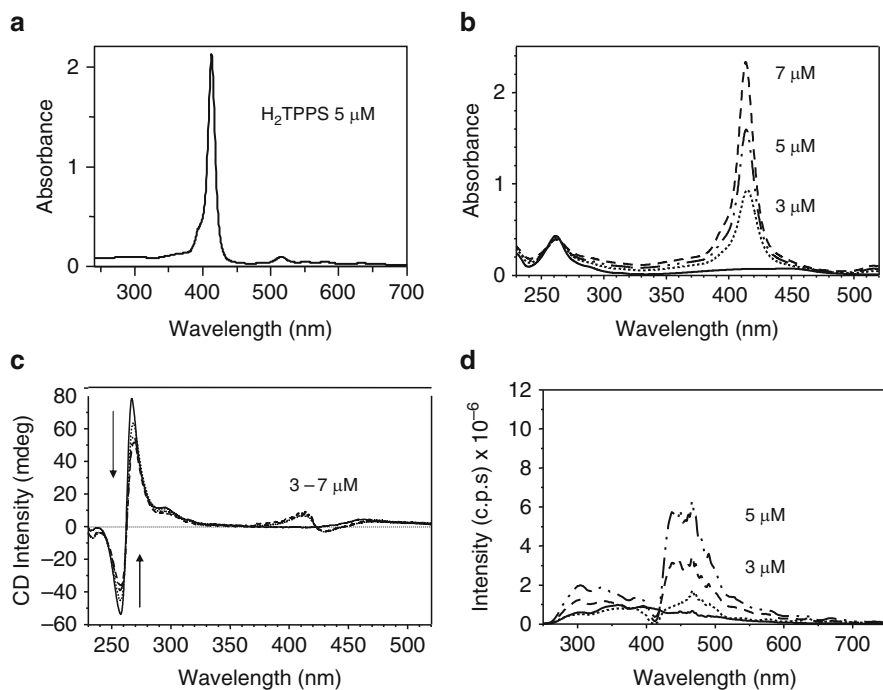 a
Absorbance
2
1
0
H₂TPPS 5 μM
300 400 500 600 700
Wavelength (nm)
b
Absorbance
2
1
0
7 μM
5 μM
3 μM
250 300 350 400 450 500
Wavelength (nm)
c
CD Intensity (mdeg)
80
60
40
20
0
−20
−40
−60
3 – 7 μM
250 300 350 400 450 500
Wavelength (nm)
d
Intensity (c.p.s) x 10⁻⁶
12
10
8
6
4
2
0
5 μM
3 μM
300 400 500 600 700
Wavelength (nm)